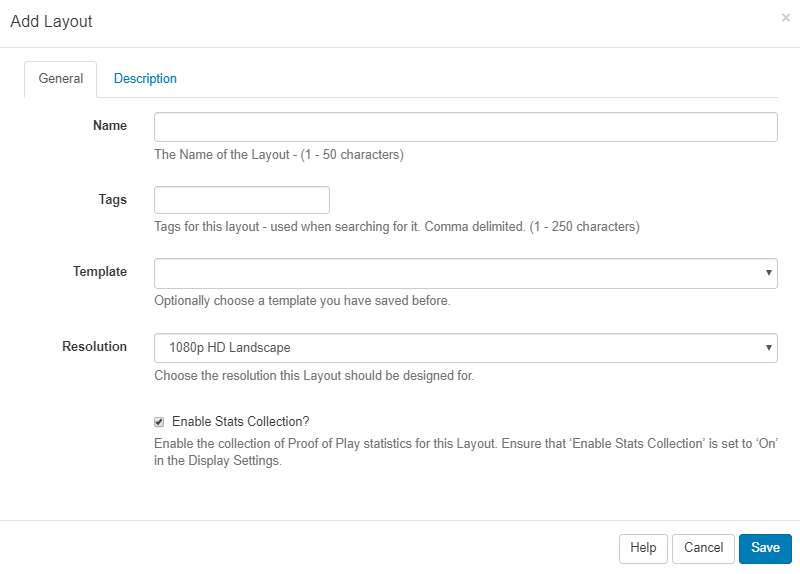 Add Layout
×
General
Description
Name
The Name of the Layout - (1 - 50 characters)
Tags
Tags for this layout - used when searching for it. Comma delimited. (1 - 250 characters)
Template
Optionally choose a template you have saved before.
Resolution
1080p HD Landscape
Choose the resolution this Layout should be designed for.
Enable Stats Collection?
Enable the collection of Proof of Play statistics for this Layout. Ensure that ‘Enable Stats Collection’ is set to ‘On’
in the Display Settings.
Help
Cancel
Save